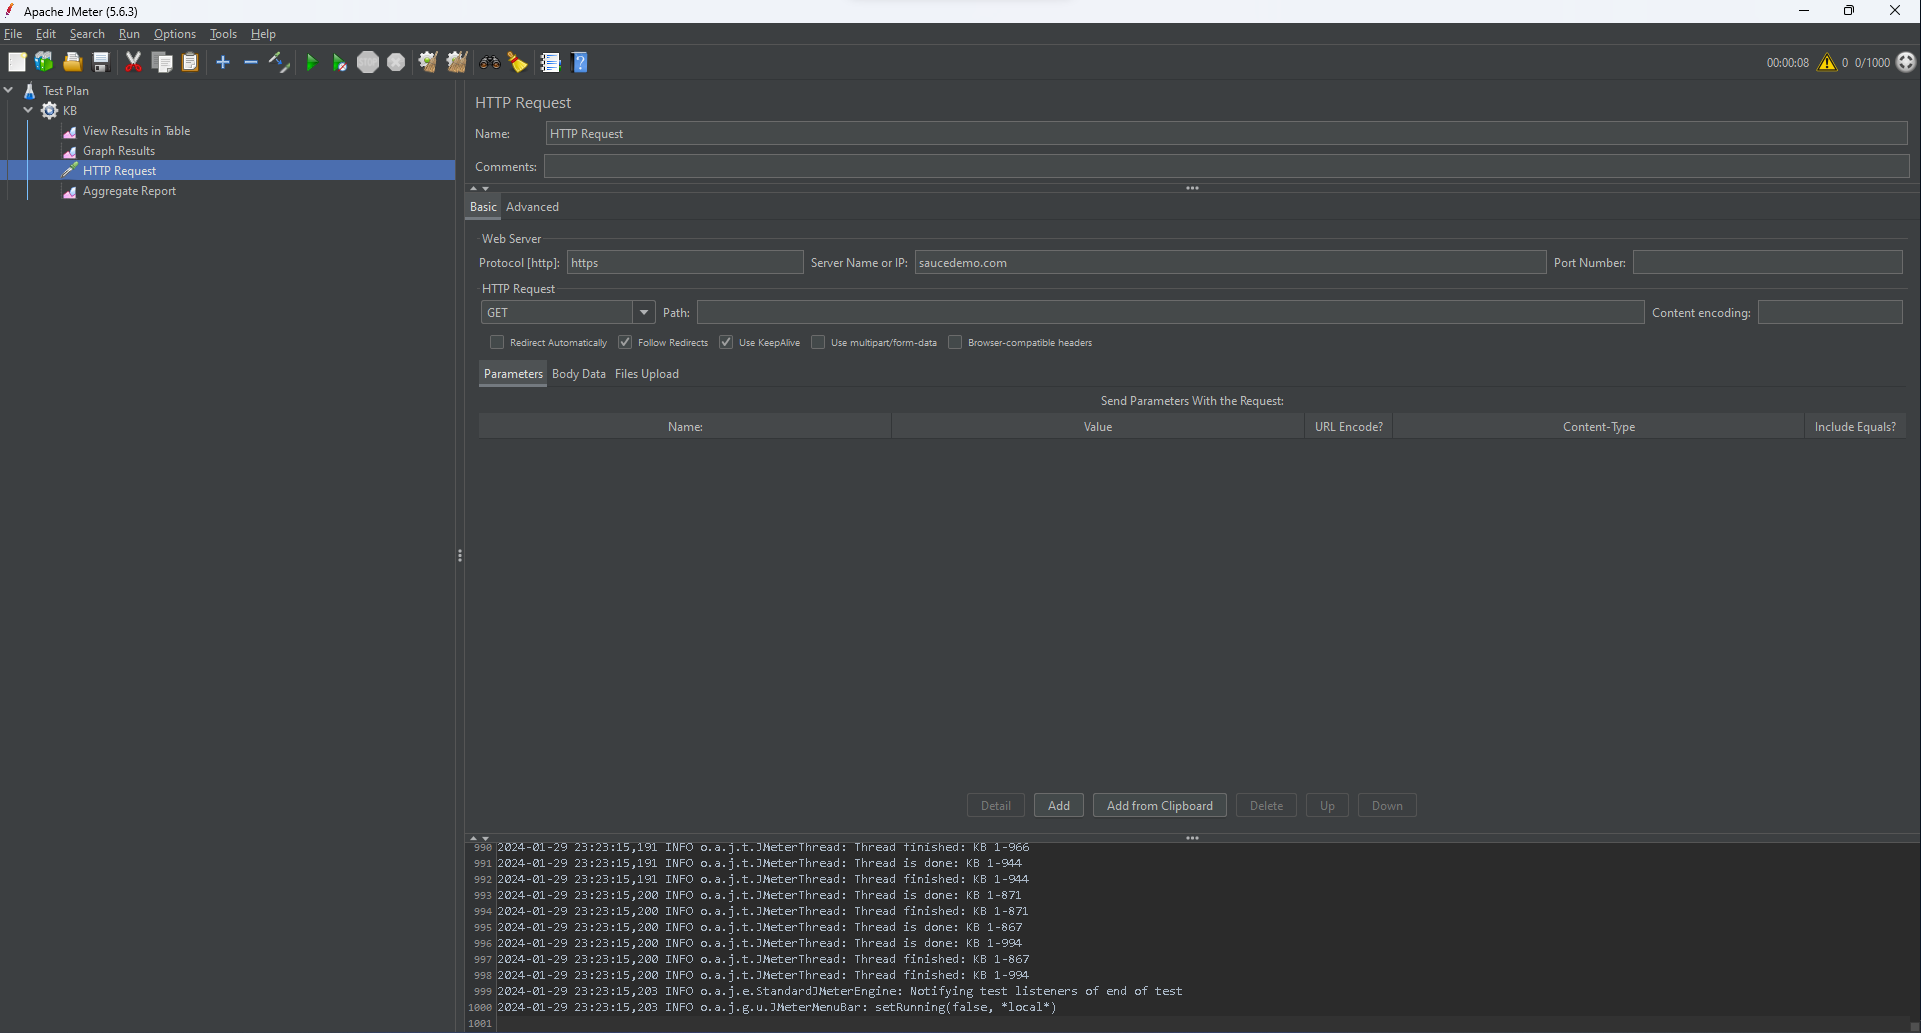 Apache JMeter (5.6.3)
File Edit Search Run Options Tools Help
00:00:08 0 0/1000
Test Plan
KB
View Results in Table
Graph Results
HTTP Request
Aggregate Report
HTTP Request
Name: HTTP Request
Comments:
Basic Advanced
Web Server
Protocol [http]: https Server Name or IP: saucedemo.com Port Number:
HTTP Request
GET Path: Content encoding:
Redirect Automatically Follow Redirects Use KeepAlive Use multipart/form-data Browser-compatible headers
Parameters Body Data Files Upload
Send Parameters With the Request:
Name: Value URL Encode? Content-Type Include Equals?
Detail Add Add from Clipboard Delete Up Down
990 2024-01-29 23:23:15,191 INFO o.a.j.t.JMeterThread: Thread finished: KB 1-966
991 2024-01-29 23:23:15,191 INFO o.a.j.t.JMeterThread: Thread is done: KB 1-944
992 2024-01-29 23:23:15,191 INFO o.a.j.t.JMeterThread: Thread finished: KB 1-944
993 2024-01-29 23:23:15,200 INFO o.a.j.t.JMeterThread: Thread is done: KB 1-871
994 2024-01-29 23:23:15,200 INFO o.a.j.t.JMeterThread: Thread finished: KB 1-871
995 2024-01-29 23:23:15,200 INFO o.a.j.t.JMeterThread: Thread is done: KB 1-867
996 2024-01-29 23:23:15,200 INFO o.a.j.t.JMeterThread: Thread is done: KB 1-994
997 2024-01-29 23:23:15,200 INFO o.a.j.t.JMeterThread: Thread finished: KB 1-867
998 2024-01-29 23:23:15,200 INFO o.a.j.t.JMeterThread: Thread finished: KB 1-994
999 2024-01-29 23:23:15,203 INFO o.a.j.e.StandardJMeterEngine: Notifying test listeners of end of test
1000 2024-01-29 23:23:15,203 INFO o.a.j.g.u.JMeterMenuBar: setRunning(false, *local*)
1001